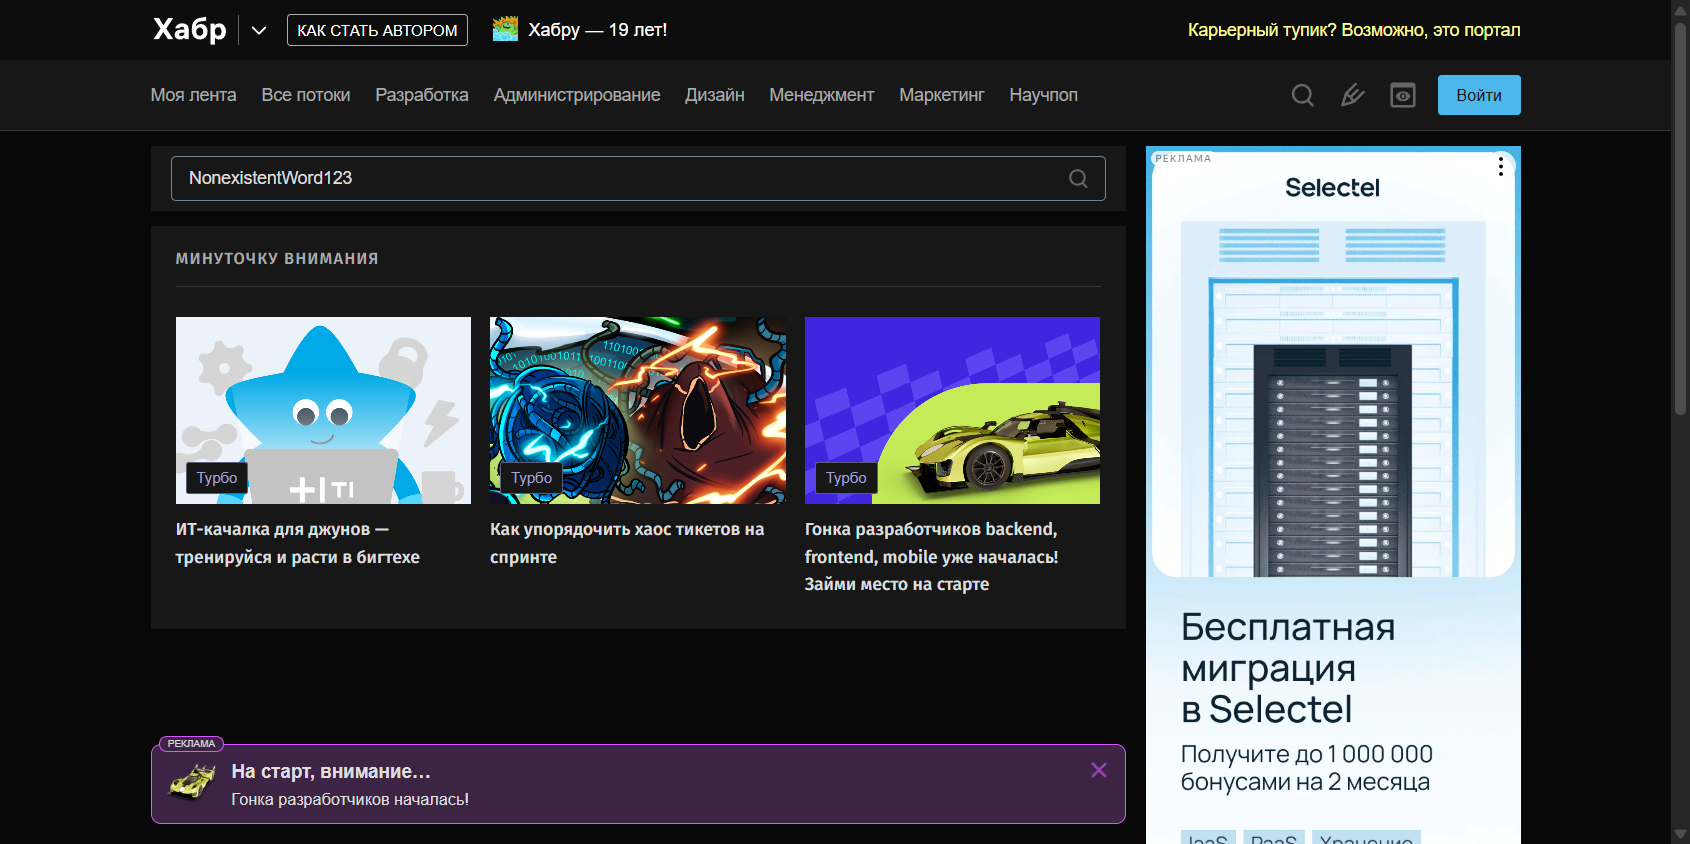 Хабр
КАК СТАТЬ АВТОРОМ
Хабру — 19 лет!
Карьерный тупик? Возможно, это портал
Моя лента Все потоки Разработка Администрирование Дизайн Менеджмент Маркетинг Научпоп
Войти
NonexistentWord123
МИНУТОЧКУ ВНИМАНИЯ
Турбо
ИТ-качалка для джунов —
тренируйся и расти в бигтехе
Турбо
Как упорядочить хаос тикетов на
спринте
Турбо
Гонка разработчиков backend,
frontend, mobile уже началась!
Займи место на старте
РЕКЛАМА
На старт, внимание…
Гонка разработчиков началась!
РЕКЛАМА
Selectel
Бесплатная
миграция
в Selectel
Получите до 1 000 000
бонусами на 2 месяца
IaaS PaaS Хранение